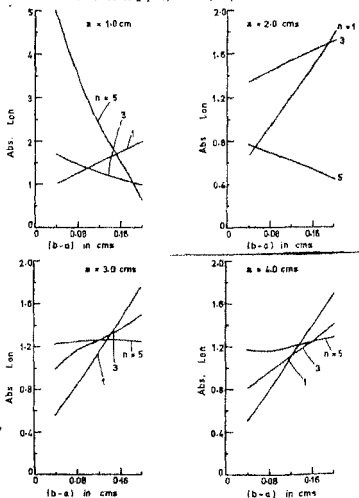 a = 1.0 cm
Abs. Lon
5
4
3
2
1
0
n = 5
3
1
0.08
0.16
(b-a) in cms
a = 2.0 cms
Abs. Lon
2.0
1.6
1.2
0.8
0.4
0
n = 1
3
5
0.08
0.16
(b-a) in cms
a = 3.0 cms
Abs. Lon
2.0
1.6
1.2
0.8
0.4
0
n = 5
3
1
0.08
0.16
(b-a) in cms
a = 4.0 cms
Abs. Lon
2.0
1.6
1.2
0.8
0.4
0
n = 5
3
1
0.08
0.16
(b-a) in cms